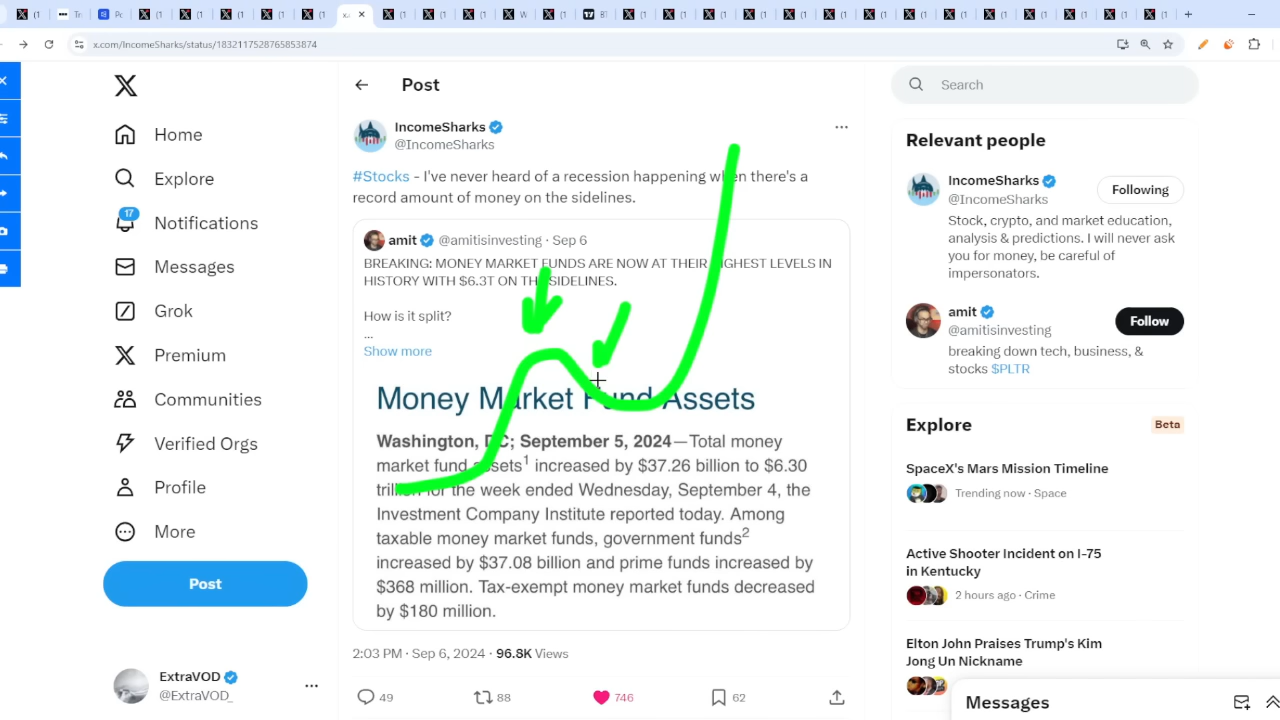 x.com/IncomeSharks/status/1832117528765853874
Home
Explore
17
Notifications
Messages
Grok
Premium
Communities
Verified Orgs
Profile
More
Post
ExtraVOD
@ExtraVOD_
Post
IncomeSharks
@IncomeSharks
#Stocks - I've never heard of a recession happening when there's a
record amount of money on the sidelines.
amit @amitisinvesting · Sep 6
BREAKING: MONEY MARKET FUNDS ARE NOW AT THEIR HIGHEST LEVELS IN
HISTORY WITH $6.3T ON THE SIDELINES.
How is it split?
...
Show more
Money Market Fund Assets
Washington, DC; September 5, 2024—Total money
market fund assets1 increased by $37.26 billion to $6.30
trillion for the week ended Wednesday, September 4, the
Investment Company Institute reported today. Among
taxable money market funds, government funds2
increased by $37.08 billion and prime funds increased by
$368 million. Tax-exempt money market funds decreased
by $180 million.
2:03 PM · Sep 6, 2024 · 96.8K Views
49 88 746 62
Search
Relevant people
IncomeSharks
@IncomeSharks
Following
Stock, crypto, and market education,
analysis & predictions. I will never ask
you for money, be careful of
impersonators.
amit
@amitisinvesting
Follow
breaking down tech, business, &
stocks $PLTR
Explore
Beta
SpaceX's Mars Mission Timeline
Trending now · Space
Active Shooter Incident on I-75
in Kentucky
2 hours ago · Crime
Elton John Praises Trump's Kim
Jong Un Nickname
Messages